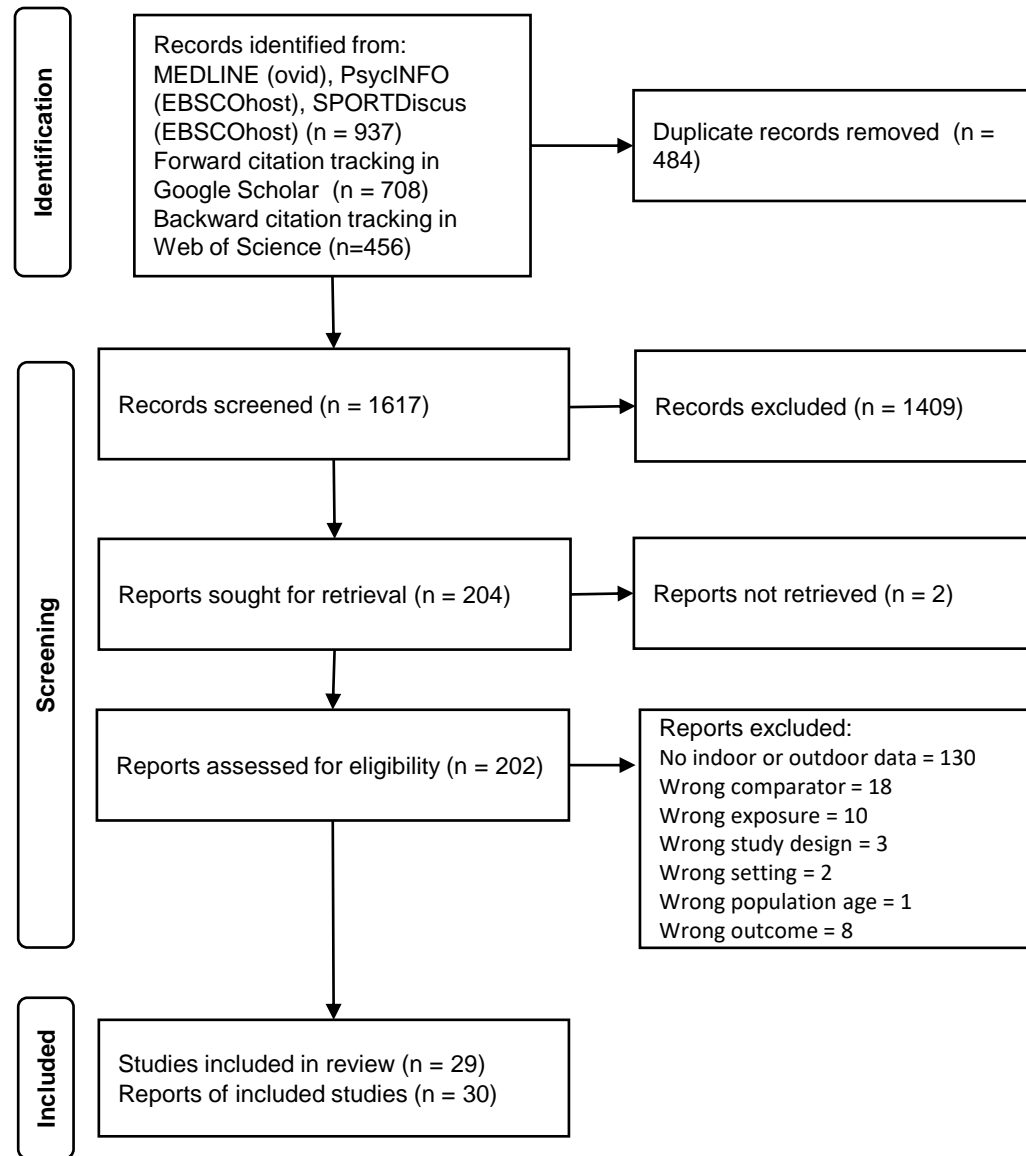 Identification
Records identified from:
MEDLINE (ovid), PsycINFO
(EBSCOhost), SPORTDiscus
(EBSCOhost) (n = 937)
Forward citation tracking in
Google Scholar  (n = 708)
Backward citation tracking in
Web of Science (n=456)
Duplicate records removed  (n =
484)
Screening
Records screened (n = 1617)
Records excluded (n = 1409)
Reports sought for retrieval (n = 204)
Reports not retrieved (n = 2)
Reports assessed for eligibility (n = 202)
Reports excluded:
No indoor or outdoor data = 130
Wrong comparator = 18
Wrong exposure = 10
Wrong study design = 3
Wrong setting = 2
Wrong population age = 1
Wrong outcome = 8
Included
Studies included in review (n = 29)
Reports of included studies (n = 30)